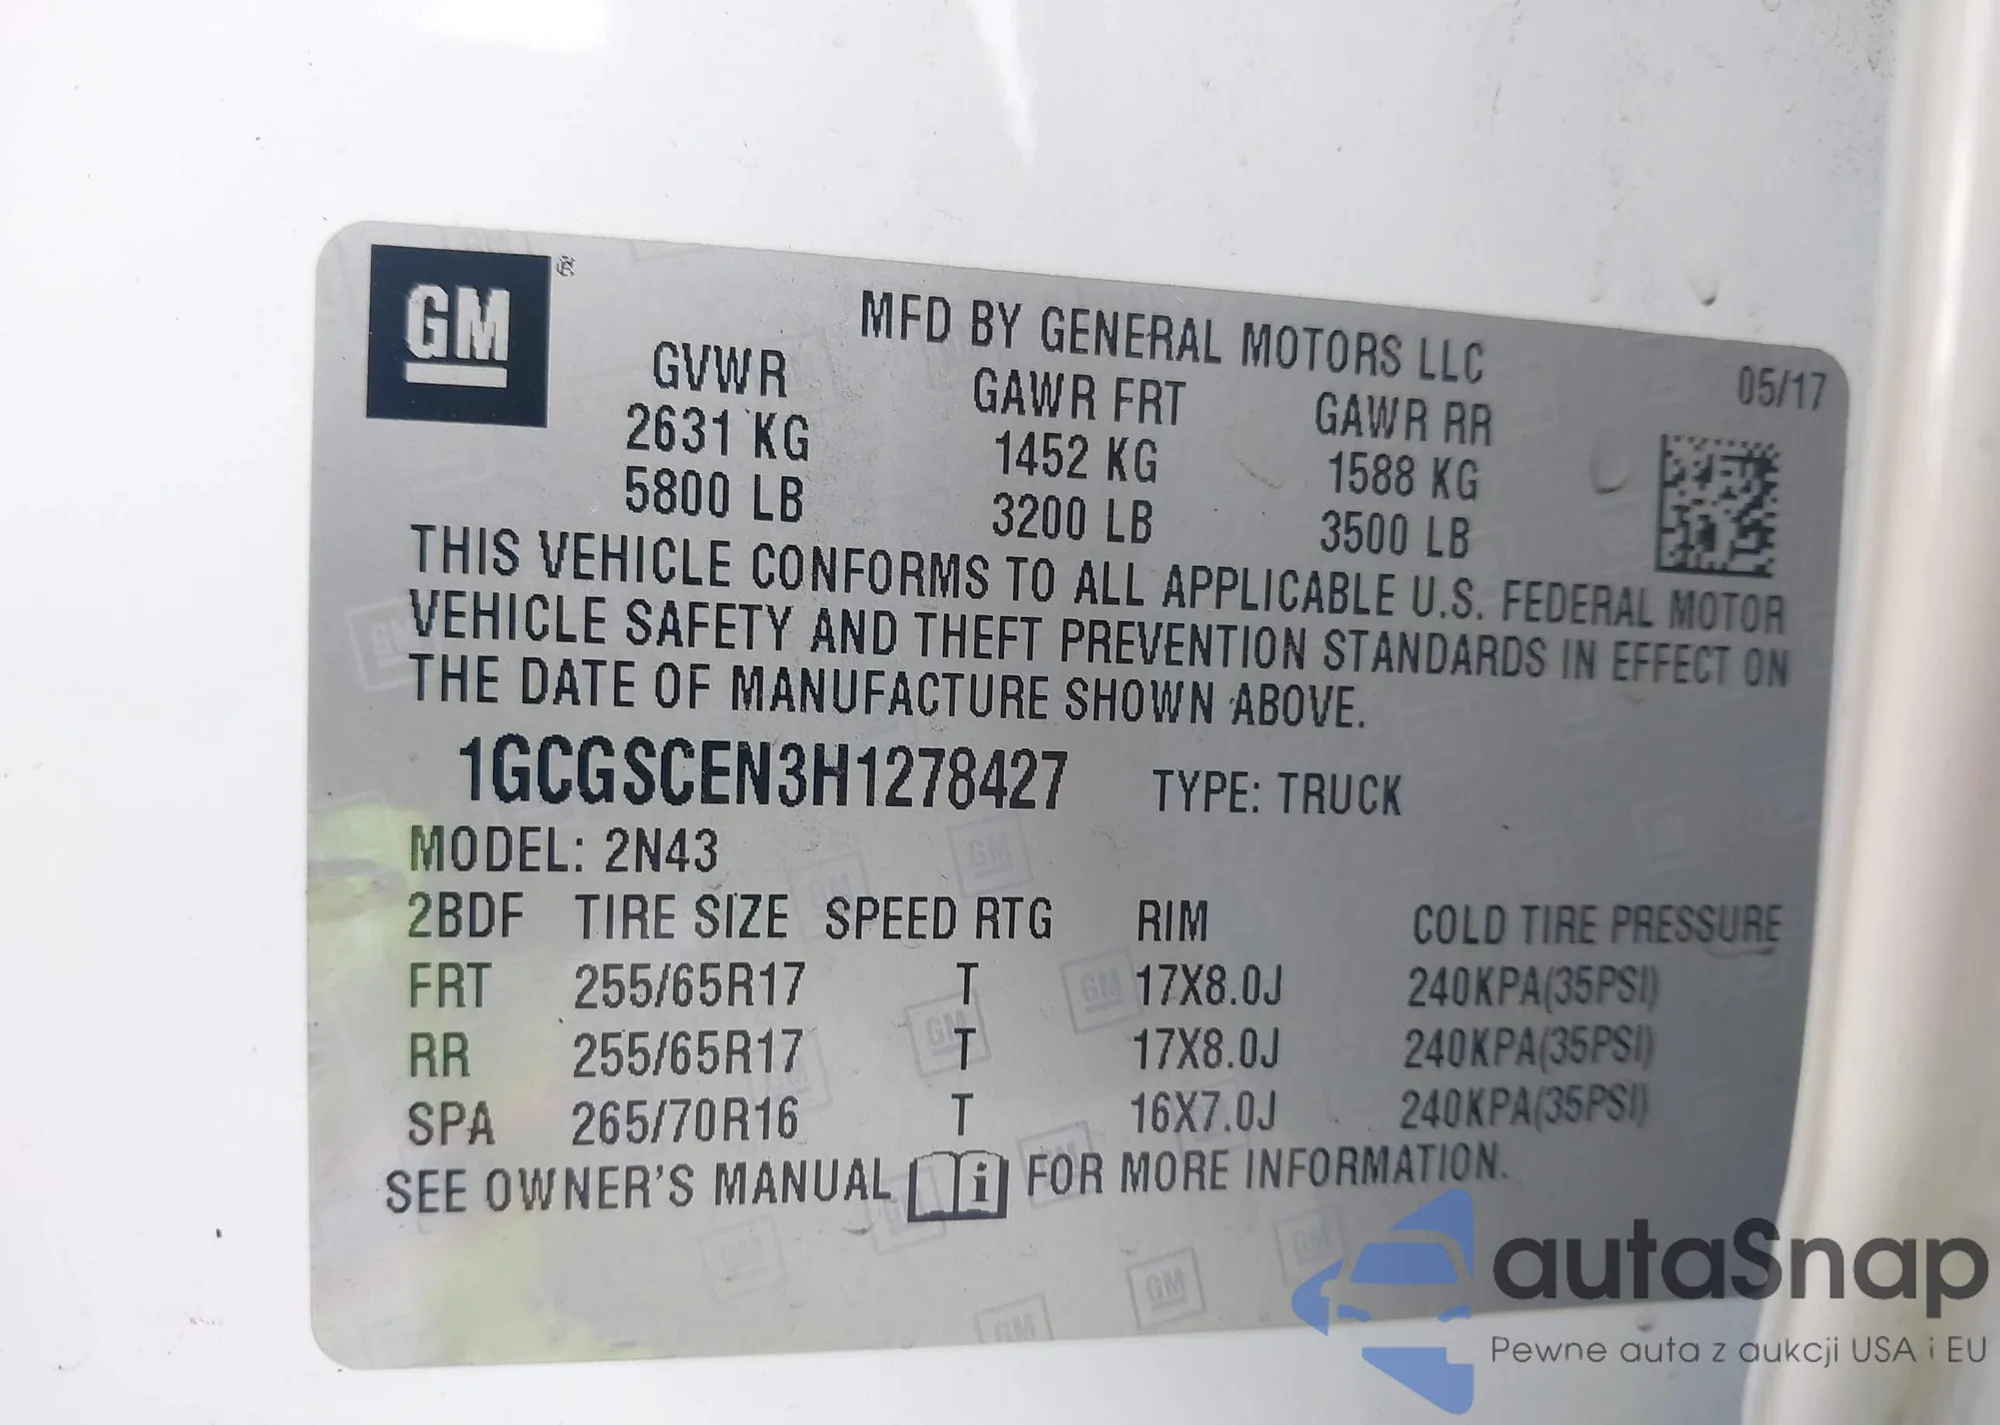 GM®
MFD BY GENERAL MOTORS LLC
05/17
GVWR GAWR FRT GAWR RR
2631 KG 1452 KG 1588 KG
5800 LB 3200 LB 3500 LB
THIS VEHICLE CONFORMS TO ALL APPLICABLE U.S. FEDERAL MOTOR
VEHICLE SAFETY AND THEFT PREVENTION STANDARDS IN EFFECT ON
THE DATE OF MANUFACTURE SHOWN ABOVE.
1GCGSCEN3H1278427 TYPE: TRUCK
MODEL: 2N43
2BDF TIRE SIZE SPEED RTG RIM COLD TIRE PRESSURE
FRT 255/65R17 T 17X8.0J 240KPA(35PSI)
RR 255/65R17 T 17X8.0J 240KPA(35PSI)
SPA 265/70R16 T 16X7.0J 240KPA(35PSI)
SEE OWNER'S MANUAL i FOR MORE INFORMATION.
autaSnap
Pewne auta z aukcji USA i EU